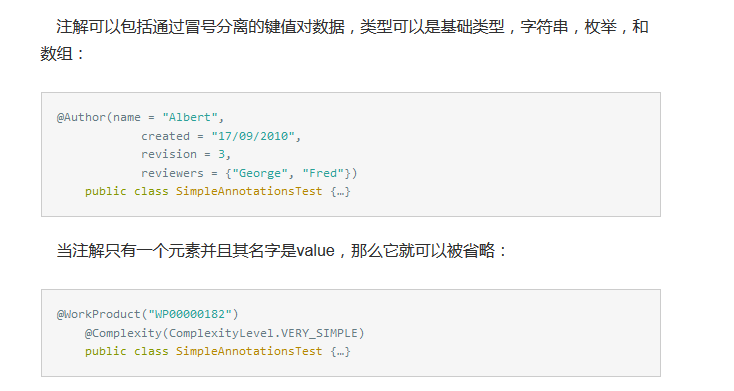 注解可以包括通过冒号分离的键值对数据，类型可以是基础类型，字符串，枚举，和
数组：
@Author(name = "Albert",
created = "17/09/2010",
revision = 3,
reviewers = {"George", "Fred"})
public class SimpleAnnotationsTest {…}
当注解只有一个元素并且其名字是value，那么它就可以被省略：
@WorkProduct("WP00000182")
@Complexity(ComplexityLevel.VERY_SIMPLE)
public class SimpleAnnotationsTest {…}